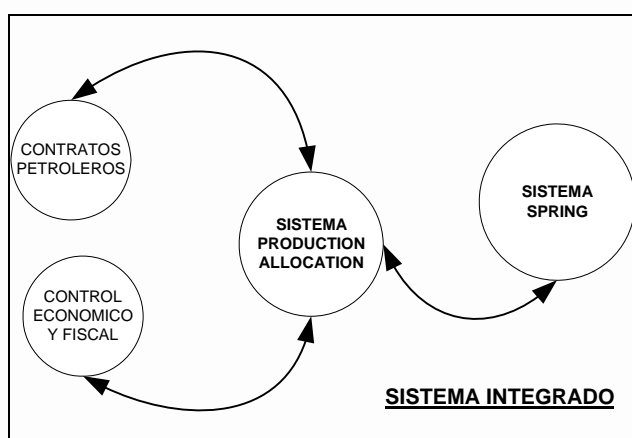 CONTRATOS
PETROLEROS
SISTEMA
SPRING
SISTEMA
PRODUCTION
ALLOCATION
CONTROL
ECONOMICO
Y FISCAL
SISTEMA INTEGRADO